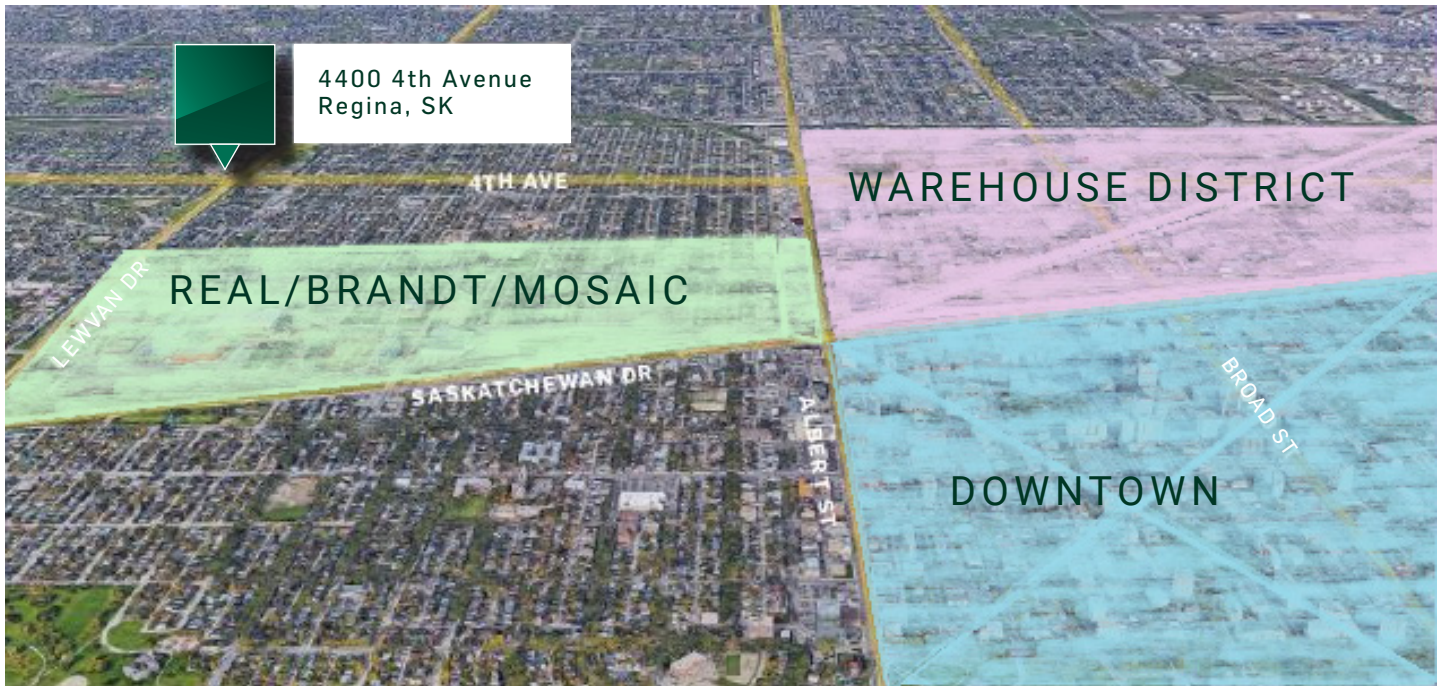 4400 4th Avenue
Regina, SK
4TH AVE
WAREHOUSE DISTRICT
LEWVAN DR
REAL/BRANDT/MOSAIC
SASKATCHEWAN DR
ALBERT ST
BROAD ST
DOWNTOWN